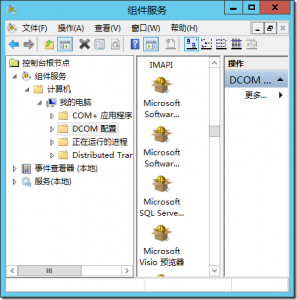 组件服务
文件(F) 操作(A) 查看(V) 窗口(W) 帮助(H)
控制台根节点
组件服务
计算机
我的电脑
COM+ 应用程序
DCOM 配置
正在运行的进程
Distributed Tran
事件查看器 (本地)
服务(本地)
IMAPI
Microsoft
Softwar...
Microsoft
Softwar...
Microsoft
SQL Serve...
Microsoft
Visio 预览器
操作
DCOM ...
更多...